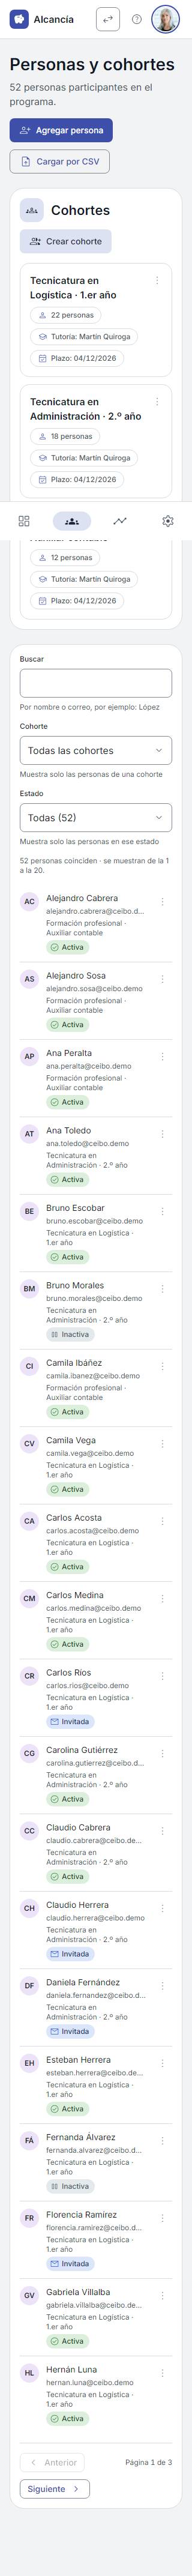 Alcancía
Personas y cohortes
52 personas participantes en el
programa.
Agregar persona
Cargar por CSV
Cohortes
Crear cohorte
Tecnicatura en
Logística · 1.er año
22 personas
Tutoría: Martín Quiroga
Plazo: 04/12/2026
Tecnicatura en
Administración · 2.º año
18 personas
Tutoría: Martín Quiroga
Plazo: 04/12/2026
12 personas
Tutoría: Martín Quiroga
Plazo: 04/12/2026
Buscar
Por nombre o correo, por ejemplo: López
Cohorte
Todas las cohortes
Muestra solo las personas de una cohorte
Estado
Todas (52)
Muestra solo las personas en ese estado
52 personas coinciden · se muestran de la 1
a la 20.
AC
Alejandro Cabrera
alejandro.cabrera@ceibo.d...
Formación profesional ·
Auxiliar contable
Activa
AS
Alejandro Sosa
alejandro.sosa@ceibo.demo
Formación profesional ·
Auxiliar contable
Activa
AP
Ana Peralta
ana.peralta@ceibo.demo
Formación profesional ·
Auxiliar contable
Activa
AT
Ana Toledo
ana.toledo@ceibo.demo
Tecnicatura en
Administración · 2.º año
Activa
BE
Bruno Escobar
bruno.escobar@ceibo.demo
Tecnicatura en Logística ·
1.er año
Activa
BM
Bruno Morales
bruno.morales@ceibo.demo
Tecnicatura en
Administración · 2.º año
Inactiva
CI
Camila Ibáñez
camila.ibanez@ceibo.demo
Formación profesional ·
Auxiliar contable
Activa
CV
Camila Vega
camila.vega@ceibo.demo
Tecnicatura en Logística ·
1.er año
Activa
CA
Carlos Acosta
carlos.acosta@ceibo.demo
Tecnicatura en Logística ·
1.er año
Activa
CM
Carlos Medina
carlos.medina@ceibo.demo
Tecnicatura en Logística ·
1.er año
Activa
CR
Carlos Ríos
carlos.rios@ceibo.demo
Tecnicatura en Logística ·
1.er año
Invitada
CG
Carolina Gutiérrez
carolina.gutierrez@ceibo.d...
Tecnicatura en
Administración · 2.º año
Activa
CC
Claudio Cabrera
claudio.cabrera@ceibo.de...
Tecnicatura en
Administración · 2.º año
Activa
CH
Claudio Herrera
claudio.herrera@ceibo.demo
Tecnicatura en
Administración · 2.º año
Invitada
DF
Daniela Fernández
daniela.fernandez@ceibo.d...
Tecnicatura en
Administración · 2.º año
Invitada
EH
Esteban Herrera
esteban.herrera@ceibo.de...
Tecnicatura en Logística ·
1.er año
Activa
FÁ
Fernanda Álvarez
fernanda.alvarez@ceibo.d...
Tecnicatura en Logística ·
1.er año
Inactiva
FR
Florencia Ramírez
florencia.ramirez@ceibo.d...
Tecnicatura en Logística ·
1.er año
Invitada
GV
Gabriela Villalba
gabriela.villalba@ceibo.de...
Tecnicatura en Logística ·
1.er año
Activa
HL
Hernán Luna
hernan.luna@ceibo.demo
Tecnicatura en Logística ·
1.er año
Activa
Anterior
Página 1 de 3
Siguiente